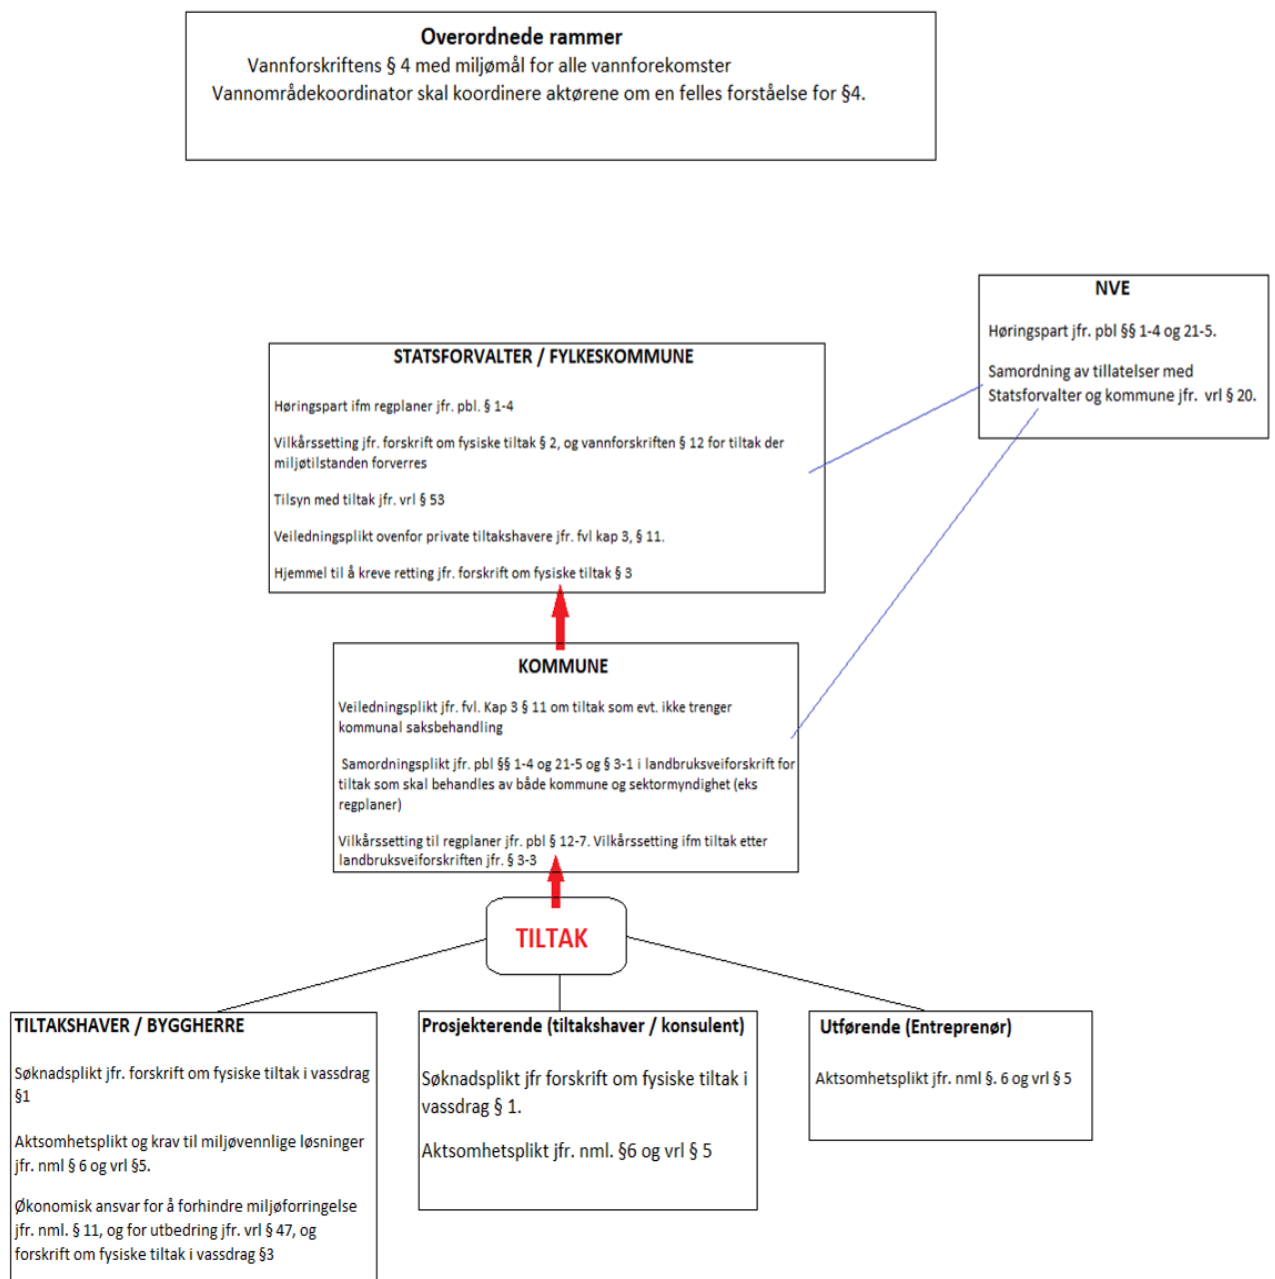 Overordnede rammer
Vannforskriftens § 4 med miljømål for alle vannforekomster
Vannområdekoordinator skal koordinere aktørene om en felles forståelse for §4.
NVE
Høringspart jfr. pbl §§ 1-4 og 21-5.
Samordning av tillatelser med
Statsforvalter og kommune jfr. vrl § 20.
STATSFORVALTER / FYLKESKOMMUNE
Høringspart ifm regplaner jfr. pbl. § 1-4
Vilkårssetting jfr. forskrift om fysiske tiltak § 2, og vannforskriften § 12 for tiltak der
miljøtilstanden forverres
Tilsyn med tiltak jfr. vrl § 53
Veiledningsplikt ovenfor private tiltakshavere jfr. fvl kap 3, § 11.
Hjemmel til å kreve retting jfr. forskrift om fysiske tiltak § 3
KOMMUNE
Veiledningsplikt jfr. fvl. Kap 3 § 11 om tiltak som evt. ikke trenger
kommunal saksbehandling
Samordningsplikt jfr. pbl §§ 1-4 og 21-5 og § 3-1 i landbruksveiforskrift for
tiltak som skal behandles av både kommune og sektormyndighet (eks
regplaner)
Vilkårssetting til regplaner jfr. pbl § 12-7. Vilkårssetting ifm tiltak etter
landbruksveiforskriften jfr. § 3-3
TILTAK
TILTAKSHAVER / BYGGHERRE
Søknadsplikt jfr. forskrift om fysiske tiltak i vassdrag
§1
Aktsomhetsplikt og krav til miljøvennlige løsninger
jfr. nml § 6 og vrl §5.
Økonomisk ansvar for å forhindre miljøforringelse
jfr. nml. § 11, og for utbedring jfr. vrl § 47, og
forskrift om fysiske tiltak i vassdrag §3
Prosjekterende (tiltakshaver / konsulent)
Søknadsplikt jfr forskrift om fysiske tiltak i
vassdrag § 1.
Aktsomhetsplikt jfr. nml. §6 og vrl § 5
Utførende (Entreprenør)
Aktsomhetsplikt jfr. nml §. 6 og vrl § 5